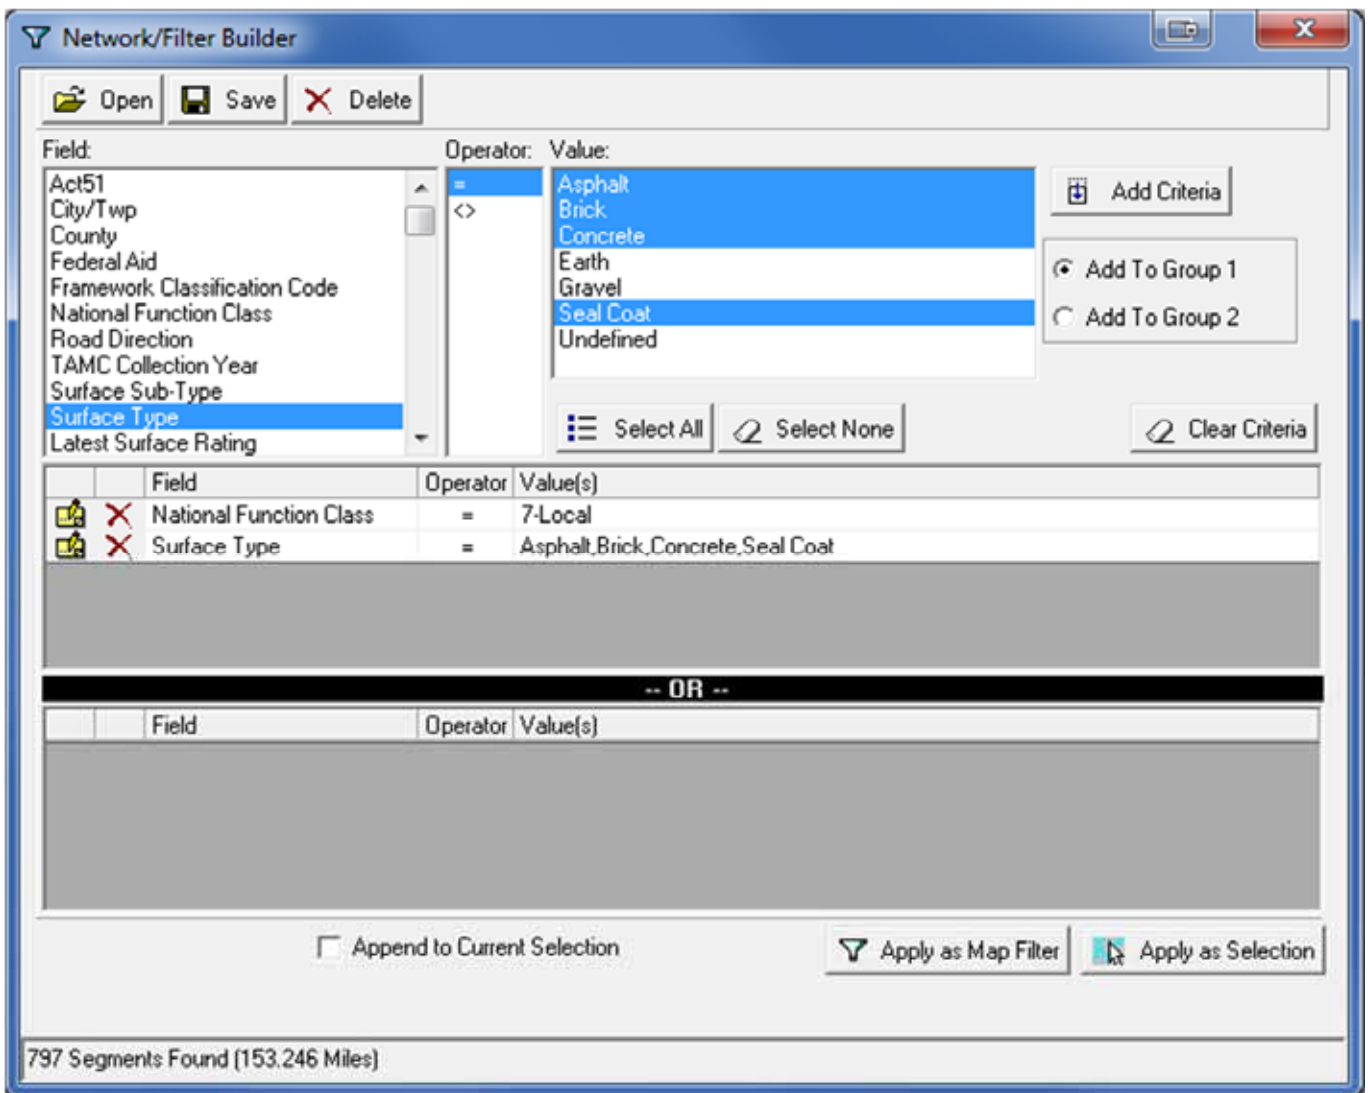 Network/Filter Builder
Open Save Delete
Field: Operator: Value:
Act51 = Asphalt
City/Twp <> Brick
County Concrete
Federal Aid Earth
Framework Classification Code Gravel
National Function Class Seal Coat
Road Direction Undefined
TAMC Collection Year
Surface Sub-Type
Surface Type
Latest Surface Rating
Add Criteria
Add To Group 1
Add To Group 2
Select All Select None Clear Criteria
Field Operator Value(s)
National Function Class = 7-Local
Surface Type = Asphalt,Brick,Concrete,Seal Coat
-- OR --
Field Operator Value(s)
Append to Current Selection Apply as Map Filter Apply as Selection
797 Segments Found (153.246 Miles)